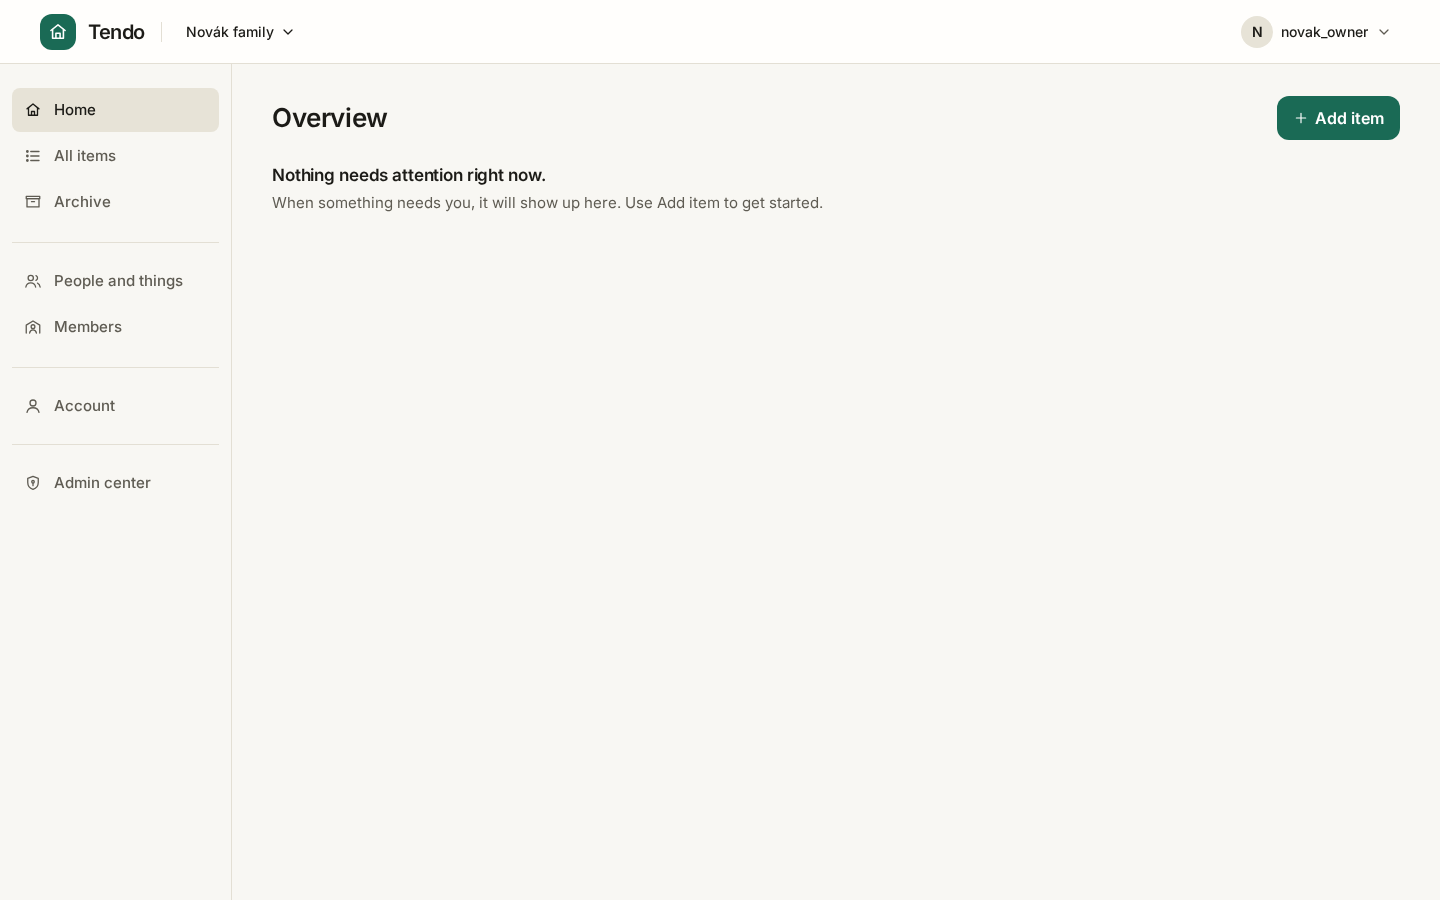 Tendo
Novák family
N
novak_owner
Home
All items
Archive
People and things
Members
Account
Admin center
Overview
Add item
Nothing needs attention right now.
When something needs you, it will show up here. Use Add item to get started.